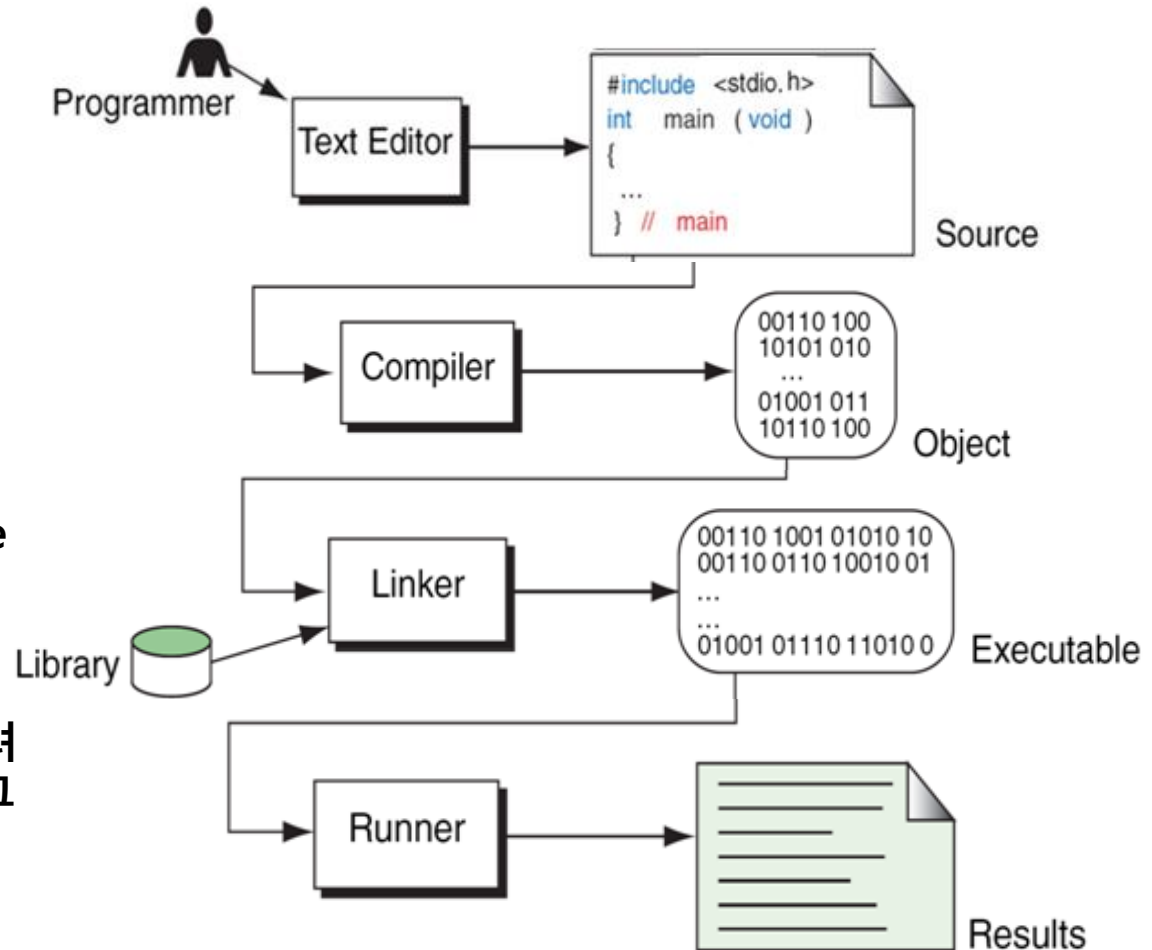 Programmer
Text Editor
#include <stdio.h>
int main ( void )
{
...
} // main
Source
Compiler
00110 100
10101 010
...
01001 011
10110 100
Object
e
Linker
00110 1001 01010 10
00110 0110 10010 01
...
...
01001 01110 11010 0
Executable
Library
Runner
Results